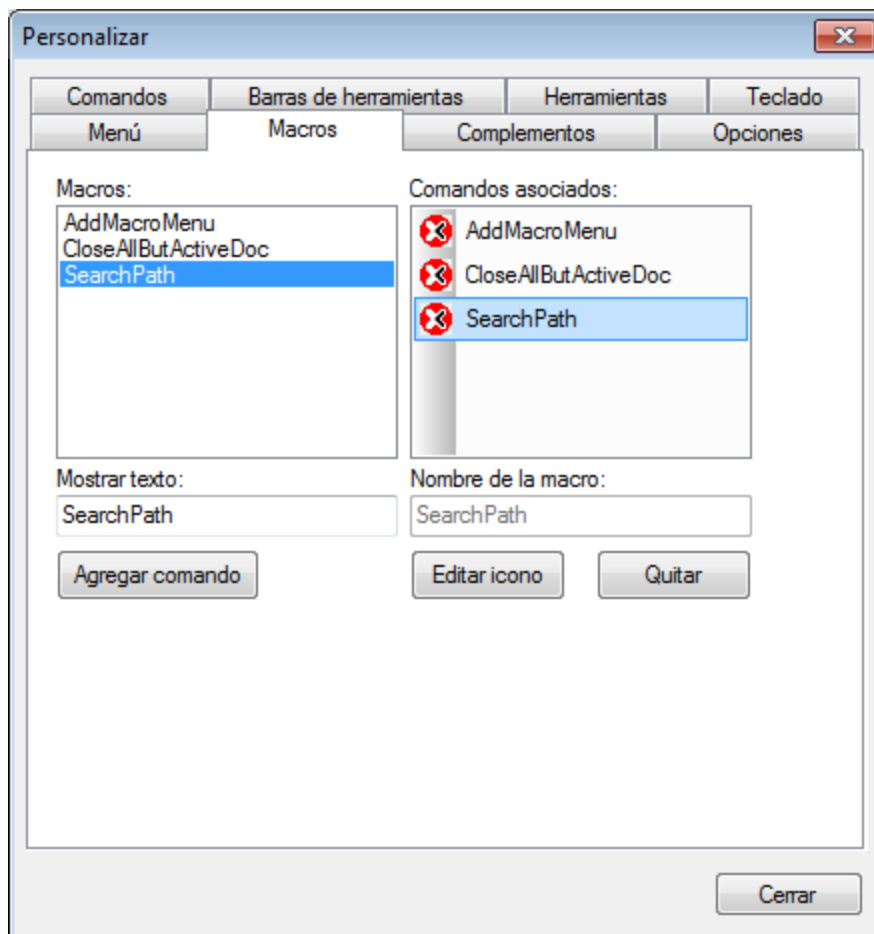 Personalizar
Comandos Barras de herramientas Herramientas Teclado
Menú Macros Complementos Opciones
Macros: Comandos asociados:
AddMacroMenu
CloseAllButActiveDoc
SearchPath
AddMacroMenu
CloseAllButActiveDoc
SearchPath
Mostrar texto: Nombre de la macro:
SearchPath SearchPath
Agregar comando Editar icono Quitar
Cerrar